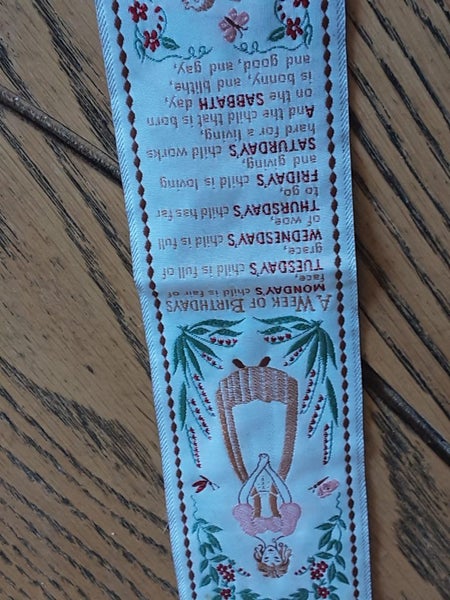 A WEEK OF BIRTHDAYS
MONDAY'S child is fair of
face,
TUESDAY'S child is full of
grace,
WEDNESDAY'S child is full
of woe,
THURSDAY'S child has far
to go,
FRIDAY'S child is loving
and giving,
SATURDAY'S child works
hard for a living,
And the child that is born
on the SABBATH day,
is bonny, and blithe,
and good, and gay,